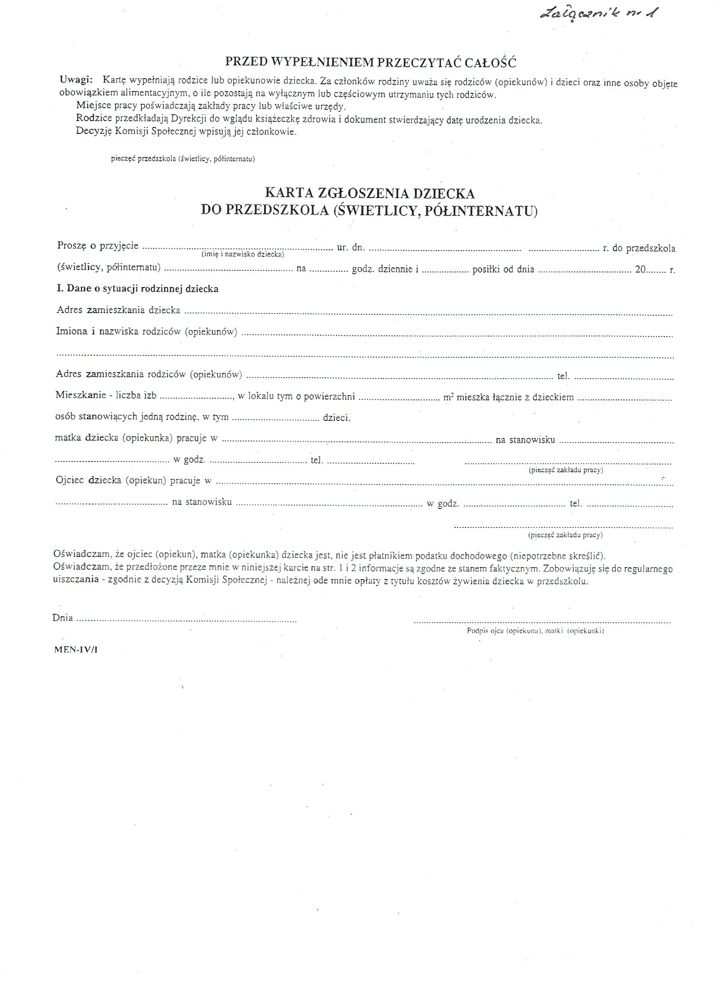 Załącznik nr 1
PRZED WYPEŁNIENIEM PRZECZYTAĆ CAŁOŚĆ
Uwagi: Kartę wypełniają rodzice lub opiekunowie dziecka. Za członków rodziny uważa się rodziców (opiekunów) i dzieci oraz inne osoby objęte
obowiązkiem alimentacyjnym, o ile pozostają na wyłącznym lub częściowym utrzymaniu tych rodziców.
Miejsce pracy poświadczają zakłady pracy lub właściwe urzędy.
Rodzice przedkładają Dyrekcji do wglądu książeczkę zdrowia i dokument stwierdzający datę urodzenia dziecka.
Decyzję Komisji Społecznej wpisują jej członkowie.
pieczęć przedszkola (świetlicy, półinternatu)
KARTA ZGŁOSZENIA DZIECKA
DO PRZEDSZKOLA (ŚWIETLICY, PÓŁINTERNATU)
Proszę o przyjęcie ........................ ur. dn. ........................ ............ r. do przedszkola
(imię i nazwisko dziecka)
(świetlicy, półinternatu) ........................ na ............ godz. dziennie i ............ posiłki od dnia ........................ 20........ r.
I. Dane o sytuacji rodzinnej dziecka
Adres zamieszkania dziecka ........................
Imiona i nazwiska rodziców (opiekunów) ........................
........................
Adres zamieszkania rodziców (opiekunów) ........................ tel. ........................
Mieszkanie - liczba izb ........................, w lokalu tym o powierzchni ........................ m² mieszka łącznie z dzieckiem ........................
osób stanowiących jedną rodzinę, w tym ........................ dzieci.
matka dziecka (opiekunka) pracuje w ........................ na stanowisku ........................
........................ w godz. ........................ tel. ........................ ........................
(pieczęć zakładu pracy)
Ojciec dziecka (opiekun) pracuje w ........................
........................ na stanowisku ........................ w godz. ........................ tel. ........................
........................
(pieczęć zakładu pracy)
Oświadczam, że ojciec (opiekun), matka (opiekunka) dziecka jest, nie jest płatnikiem podatku dochodowego (niepotrzebne skreślić).
Oświadczam, że przedłożone przeze mnie w niniejszej karcie na str. 1 i 2 informacje są zgodne ze stanem faktycznym. Zobowiązuję się do regularnego
uiszczania - zgodnie z decyzją Komisji Społecznej - należnej ode mnie opłaty z tytułu kosztów żywienia dziecka w przedszkolu.
Dnia ........................ ........................
Podpis ojca (opiekuna), matki (opiekunki)
MEN-IV/I